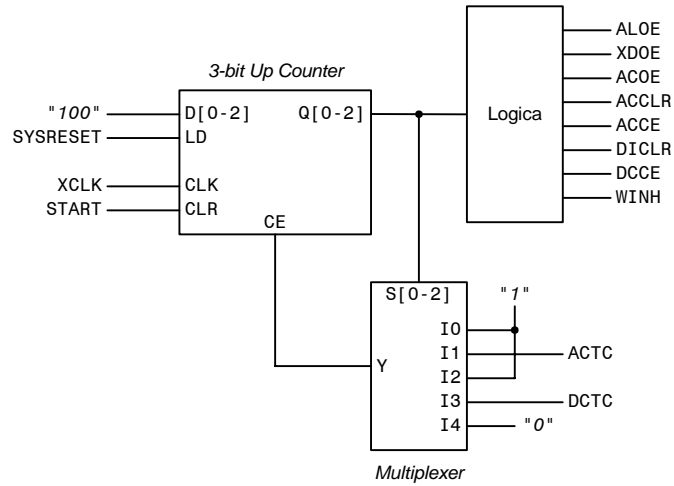 3-bit Up Counter
"100"
SYSRESET
XCLK
START
D[0-2]
LD
CLK
CLR
CE
Q[0-2]
Logica
ALOE
XDOE
ACOE
ACCLR
ACCE
DICLR
DCCE
WINH
S[0-2]
Y
I0
I1
I2
I3
I4
"1"
ACTC
DCTC
"0"
Multiplexer